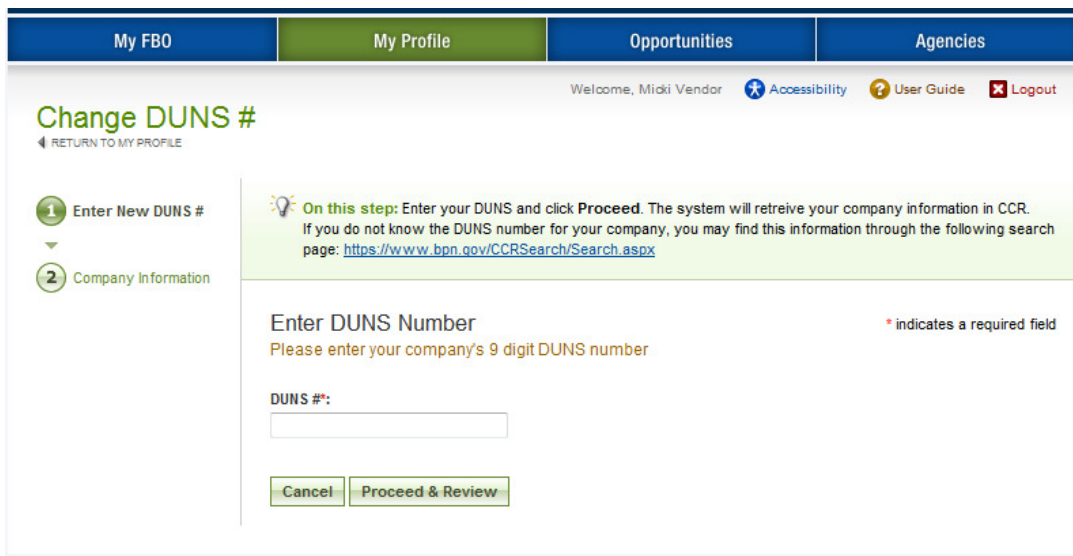 My FBO
My Profile
Opportunities
Agencies
Welcome, Micki Vendor
Accessibility
? User Guide
Logout
Change DUNS #
RETURN TO MY PROFILE
1 Enter New DUNS #
2 Company Information
On this step: Enter your DUNS and click Proceed. The system will retreive your company information in CCR.
If you do not know the DUNS number for your company, you may find this information through the following search
page: https://www.bpn.gov/CCRSearch/Search.aspx
Enter DUNS Number
* indicates a required field
Please enter your company's 9 digit DUNS number
DUNS #*:
Cancel
Proceed & Review